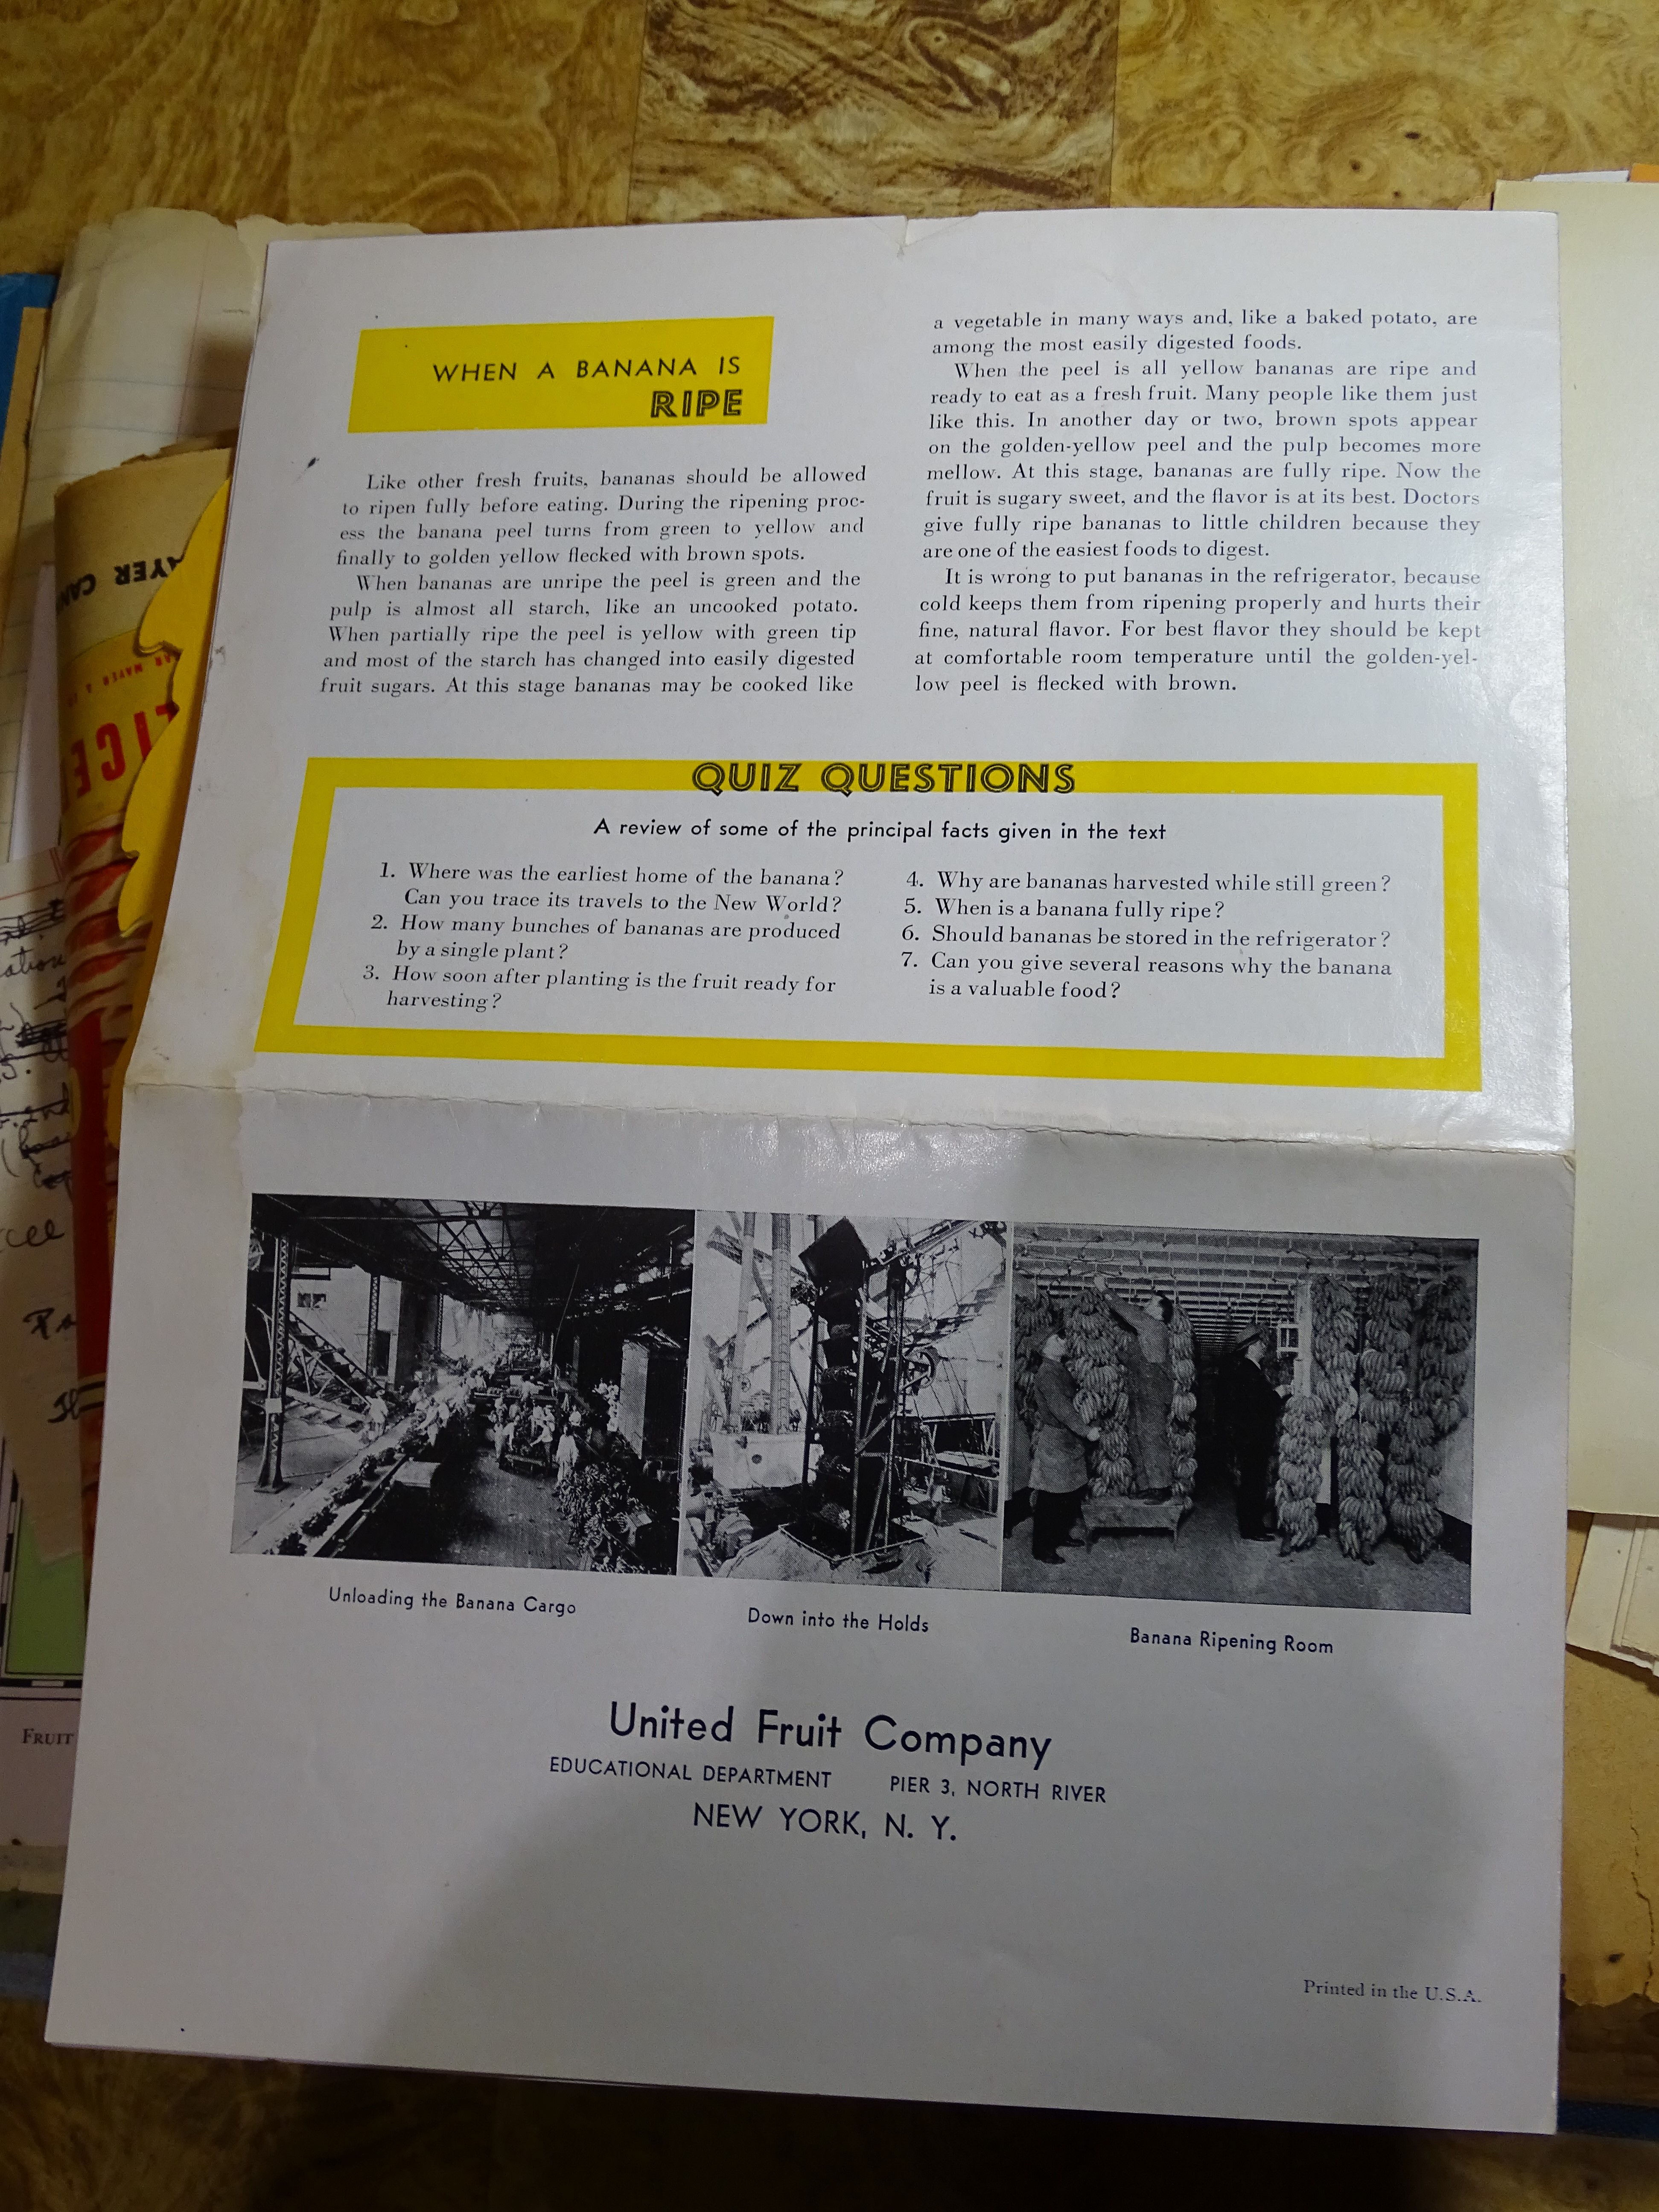 WHEN A BANANA IS
RIPE
Like other fresh fruits, bananas should be allowed
to ripen fully before eating. During the ripening proc-
ess the banana peel turns from green to yellow and
finally to golden yellow flecked with brown spots.
When bananas are unripe the peel is green and the
pulp is almost all starch, like an uncooked potato.
When partially ripe the peel is yellow with green tip
and most of the starch has changed into easily digested
fruit sugars. At this stage bananas may be cooked like
a vegetable in many ways and, like a baked potato, are
among the most easily digested foods.
When the peel is all yellow bananas are ripe and
ready to eat as a fresh fruit. Many people like them just
like this. In another day or two, brown spots appear
on the golden-yellow peel and the pulp becomes more
mellow. At this stage, bananas are fully ripe. Now the
fruit is sugary sweet, and the flavor is at its best. Doctors
give fully ripe bananas to little children because they
are one of the easiest foods to digest.
It is wrong to put bananas in the refrigerator, because
cold keeps them from ripening properly and hurts their
fine, natural flavor. For best flavor they should be kept
at comfortable room temperature until the golden-yel-
low peel is flecked with brown.
QUIZ QUESTIONS
A review of some of the principal facts given in the text
1. Where was the earliest home of the banana?
Can you trace its travels to the New World?
2. How many bunches of bananas are produced
by a single plant?
3. How soon after planting is the fruit ready for
harvesting?
4. Why are bananas harvested while still green?
5. When is a banana fully ripe?
6. Should bananas be stored in the refrigerator?
7. Can you give several reasons why the banana
is a valuable food?
Unloading the Banana Cargo
Down into the Holds
Banana Ripening Room
United Fruit Company
EDUCATIONAL DEPARTMENT PIER 3, NORTH RIVER
NEW YORK, N. Y.
Printed in the U.S.A.
FRUIT